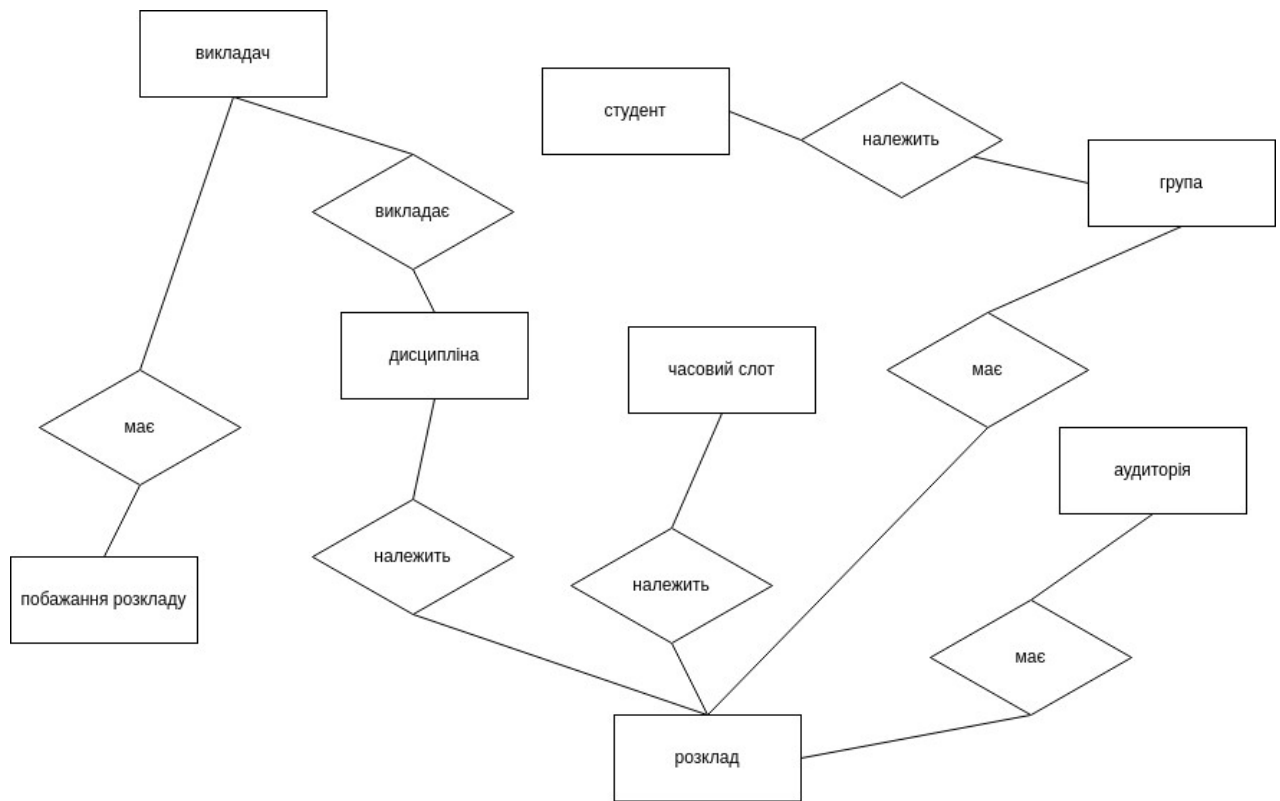 викладач
студент
належить
група
викладає
дисципліна
часовий слот
має
має
аудиторія
належить
належить
побажання розкладу
має
розклад